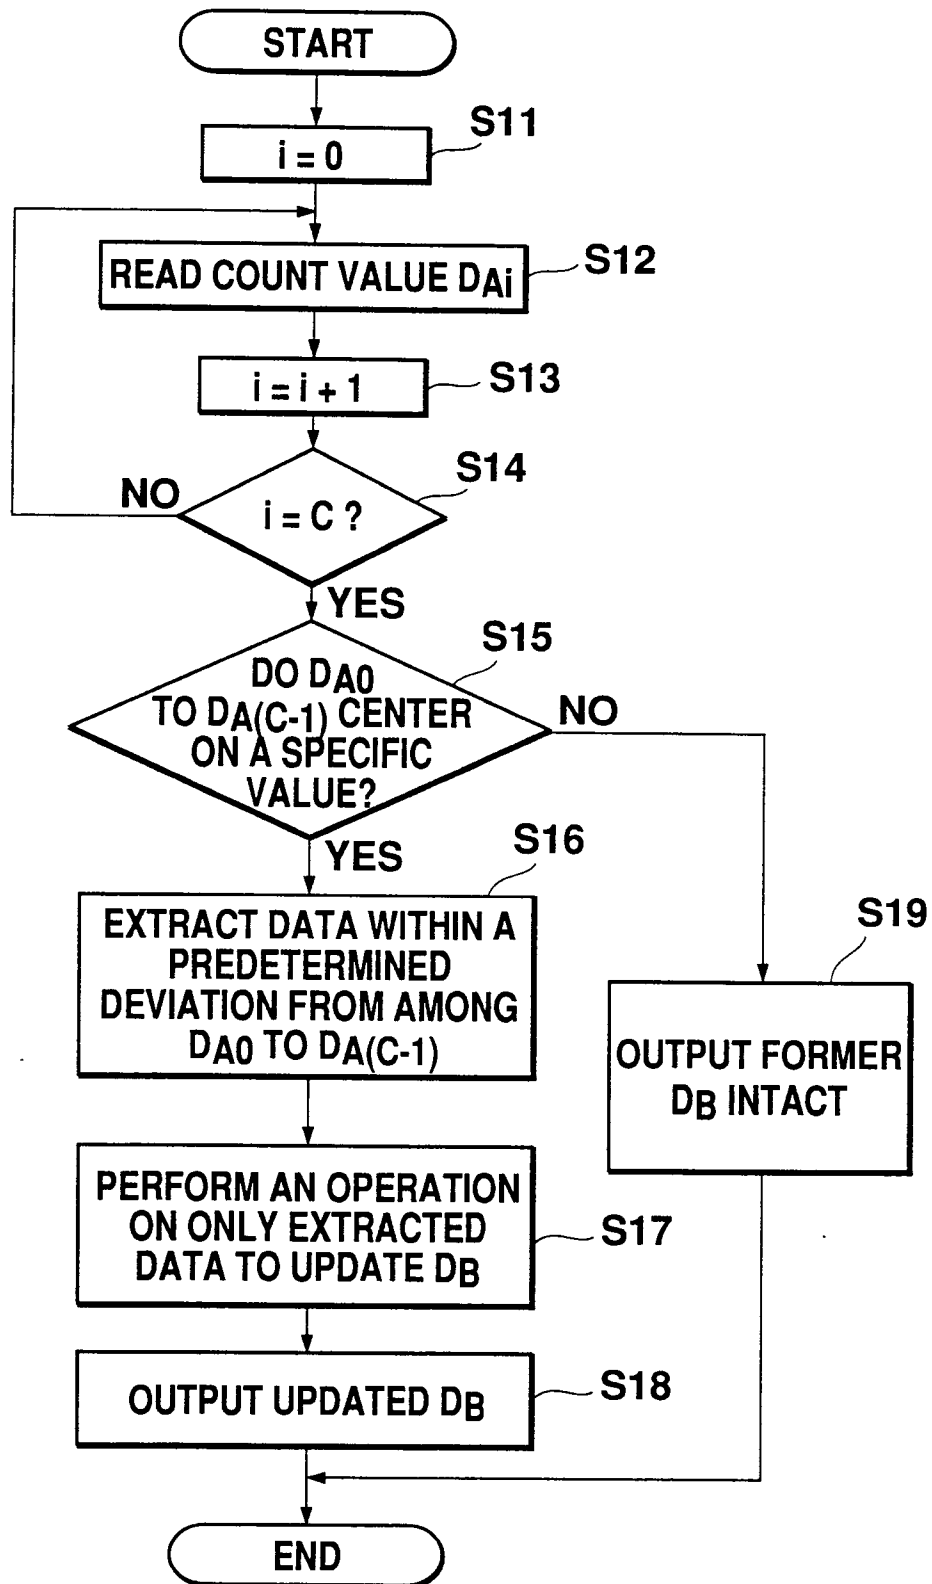 START
S11
i = 0
S12
READ COUNT VALUE DAi
S13
i = i + 1
S14
NO
i = C ?
YES
S15
DO DA0
TO DA(C-1) CENTER
ON A SPECIFIC
VALUE?
NO
YES
S16
EXTRACT DATA WITHIN A
PREDETERMINED
DEVIATION FROM AMONG
DA0 TO DA(C-1)
S19
OUTPUT FORMER
DB INTACT
PERFORM AN OPERATION
ON ONLY EXTRACTED
DATA TO UPDATE DB
S17
OUTPUT UPDATED DB
S18
END